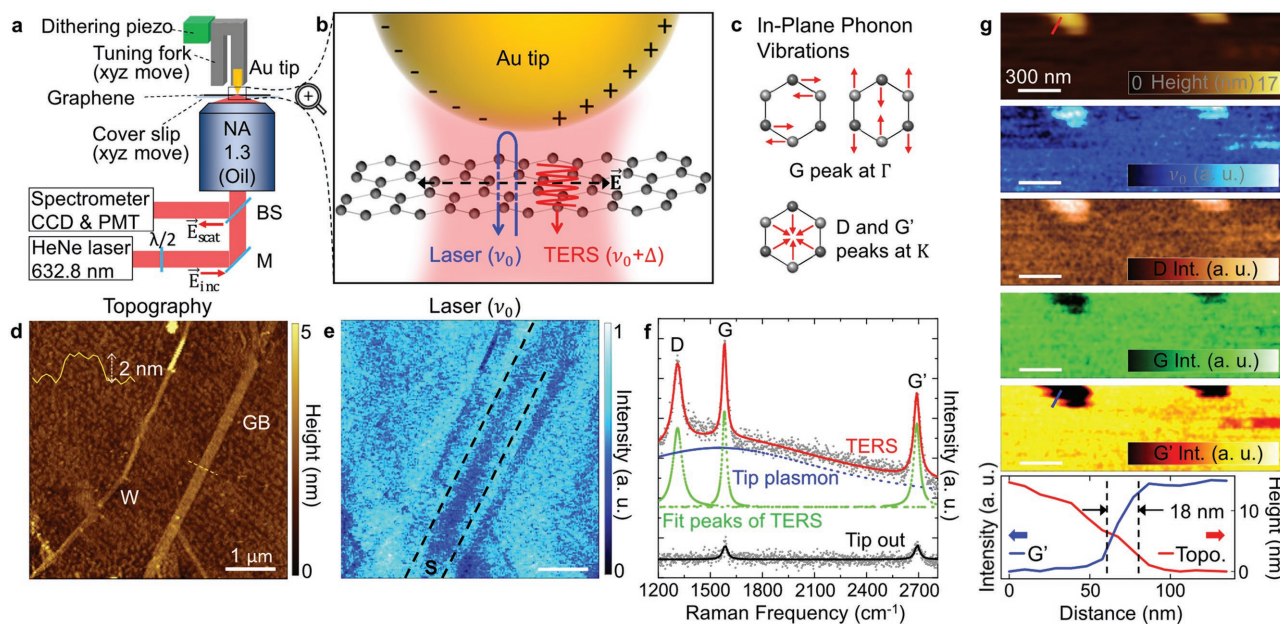 a
Dithering piezo
Tuning fork
(xyz move)
Au tip
Graphene
Cover slip
(xyz move)
NA
1.3
(Oil)
Spectrometer
CCD & PMT
BS
E⃗scat
λ/2
HeNe laser
632.8 nm
M
E⃗inc
b
Au tip
E⃗
Laser (ν₀)
TERS (ν₀+Δ)
c
In-Plane Phonon
Vibrations
G peak at Γ
D and G’
peaks at K
d
Topography
2 nm
GB
W
1 μm
5
Height (nm)
0
e
Laser (ν₀)
S
1
Intensity (a. u.)
0
f
D
G
G’
TERS
Tip plasmon
Fit peaks of TERS
Tip out
Intensity (a. u.)
1200 1500 1800 2100 2400 2700
Raman Frequency (cm⁻¹)
g
300 nm
0 Height (nm) 17
ν₀ (a. u.)
D Int. (a. u.)
G Int. (a. u.)
G’ Int. (a. u.)
Intensity (a. u.)
18 nm
G’
Topo.
10
0
Height (nm)
0 50 100
Distance (nm)